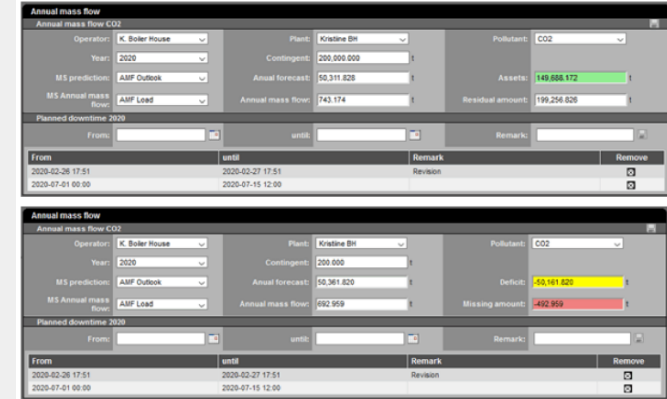 Annual mass flow
Annual mass flow CO2
Operator: K. Boiler House Plant: Kristine BH Pollutant: CO2
Year: 2020 Contingent: 200,000.000 t
MS prediction: AMF Outlook Anual forecast: 50,311.828 t Assets: 149,688.172 t
MS Annual mass flow: AMF Load Annual mass flow: 743.174 t Residual amount: 199,256.826 t
Planned downtime 2020
From: until: Remark:
From until Remark Remove
2020-02-26 17:51 2020-02-27 17:51 Revision
2020-07-01 00:00 2020-07-15 12:00
Annual mass flow
Annual mass flow CO2
Operator: K. Boiler House Plant: Kristine BH Pollutant: CO2
Year: 2020 Contingent: 200.000 t
MS prediction: AMF Outlook Anual forecast: 50,361.820 t Deficit: -50,161.820 t
MS Annual mass flow: AMF Load Annual mass flow: 692.959 t Missing amount: -492.959 t
Planned downtime 2020
From: until: Remark:
From until Remark Remove
2020-02-26 17:51 2020-02-27 17:51 Revision
2020-07-01 00:00 2020-07-15 12:00